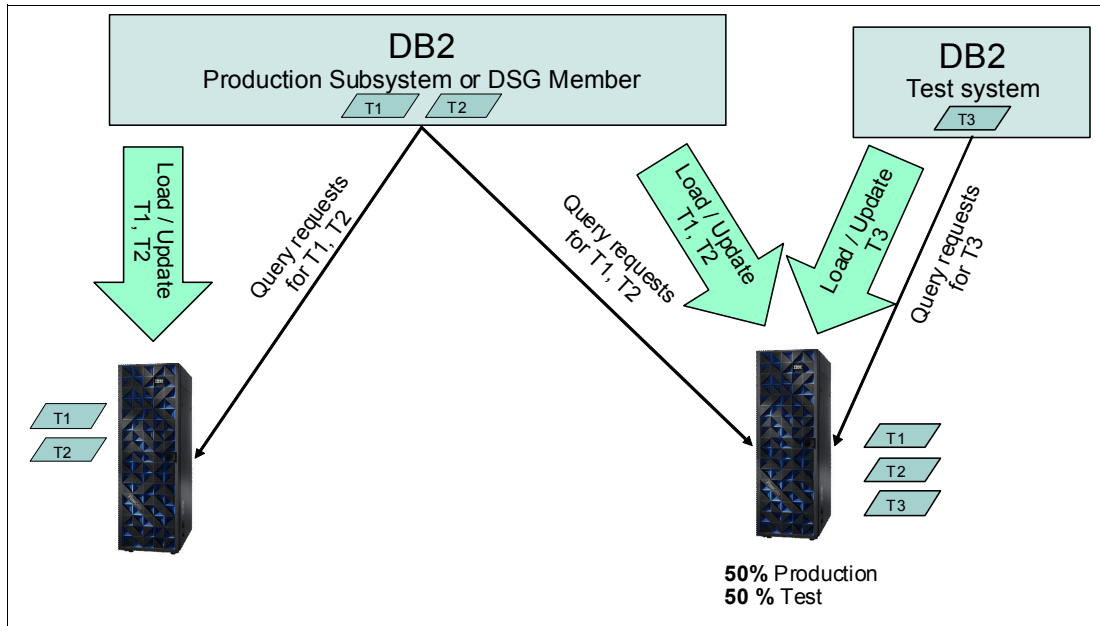 DB2
Production Subsystem or DSG Member
T1
T2
DB2
Test system
T3
Load / Update
T1, T2
Query requests
for T1, T2
Query requests
for T1, T2
Load / Update
T1, T2
Load / Update
T3
Query requests
for T3
IBM
IBM
T1
T2
T1
T2
T3
50% Production
50 % Test